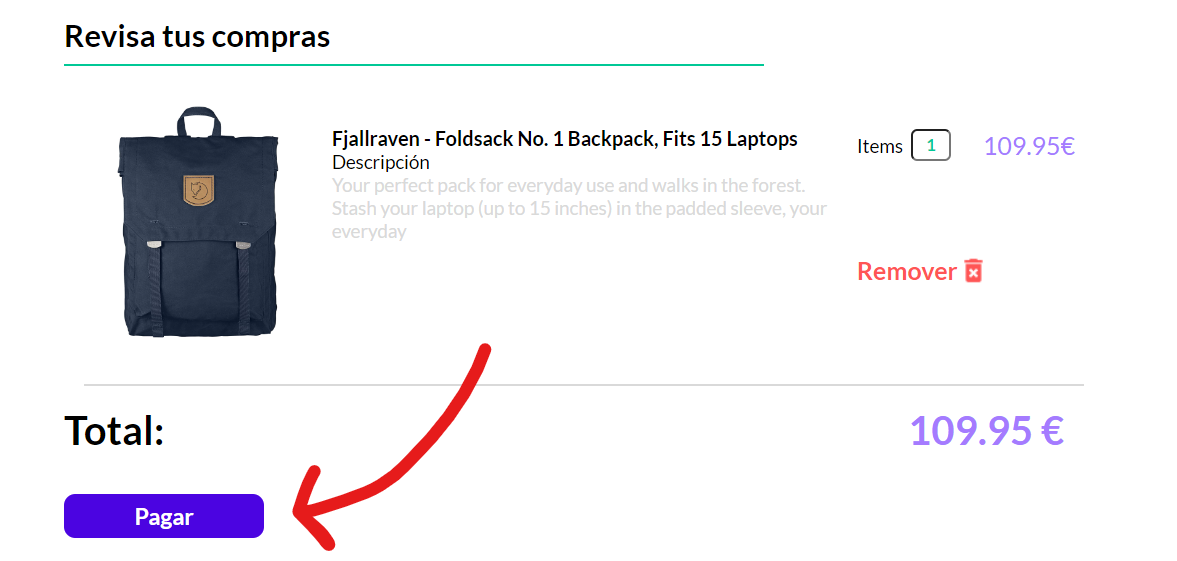 Revisa tus compras
Fjallraven - Foldsack No. 1 Backpack, Fits 15 Laptops
Items 1 109.95€
Descripción
Your perfect pack for everyday use and walks in the forest.
Stash your laptop (up to 15 inches) in the padded sleeve, your
everyday
Remover
Total: 109.95 €
Pagar